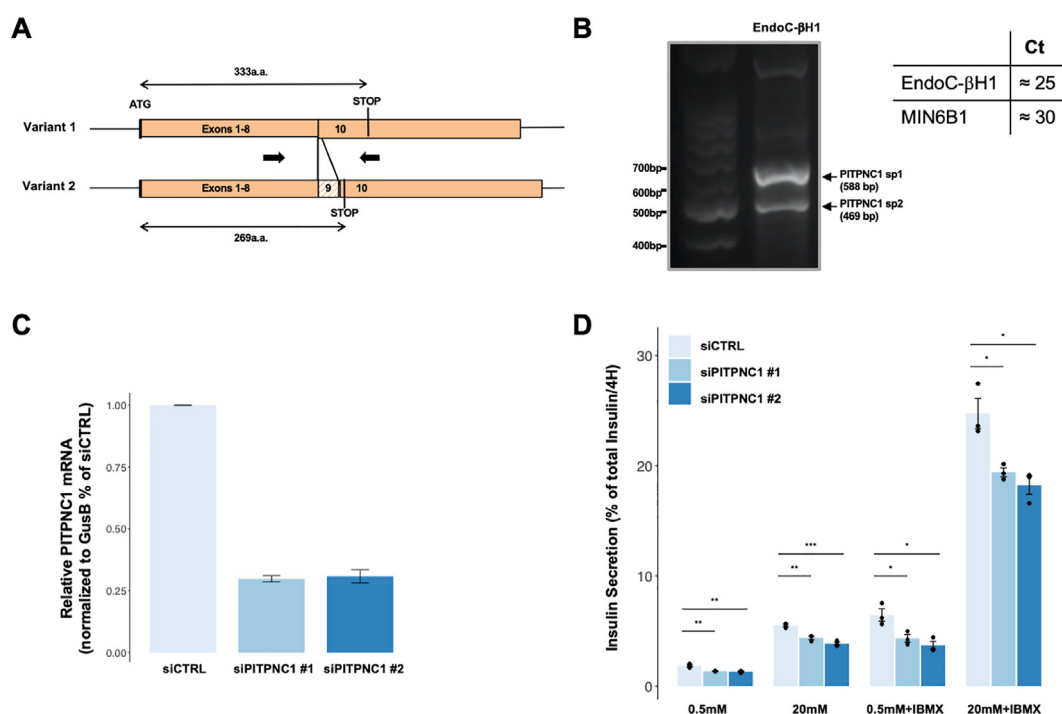 A
333a.a.
ATG
STOP
Variant 1
Exons 1-8
10
Variant 2
Exons 1-8
9
10
STOP
269a.a.
B
EndoC-βH1
700bp
600bp
500bp
400bp
PITPNC1 sp1
(588 bp)
PITPNC1 sp2
(469 bp)
Ct
EndoC-βH1 ≈ 25
MIN6B1 ≈ 30
C
Relative PITPNC1 mRNA
(normalized to GusB % of siCTRL)
1.00
0.75
0.50
0.25
0.00
siCTRL siPITPNC1 #1 siPITPNC1 #2
D
Insulin Secretion (% of total Insulin/4H)
30
20
10
0
siCTRL
siPITPNC1 #1
siPITPNC1 #2
**
**
***
**
*
*
*
*
0.5mM 20mM 0.5mM+IBMX 20mM+IBMX